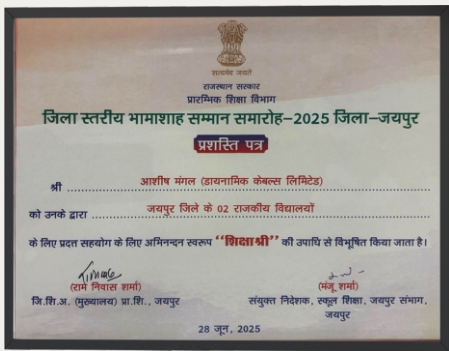 सत्यमेव जयते
राजस्थान सरकार
प्रारम्भिक शिक्षा विभाग
जिला स्तरीय भामाशाह सम्मान समारोह–2025 जिला–जयपुर
प्रशस्ति पत्र
श्री आशीष मंगल (डायनामिक केबल्स लिमिटेड)
को उनके द्वारा जयपुर जिले के 02 राजकीय विद्यालयों
के लिए प्रदत्त सहयोग के लिए अभिनन्दन स्वरूप ‘‘शिक्षाश्री’’ की उपाधि से विभूषित किया जाता है।
(राम निवास शर्मा) (मंजू शर्मा)
जि.शि.अ. (मुख्यालय) प्रा.शि., जयपुर संयुक्त निदेशक, स्कूल शिक्षा, जयपुर संभाग,
जयपुर
28 जून, 2025